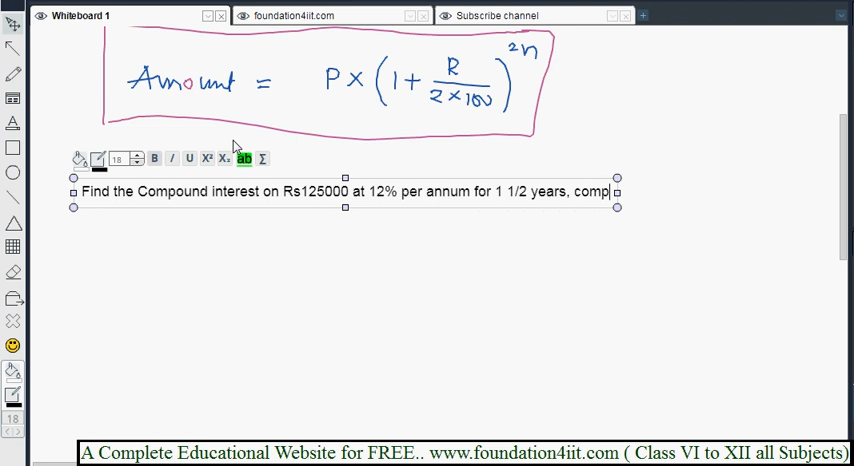 Whiteboard 1
foundation4iit.com
Subscribe channel
Amount = P × ( 1 + R / 2 × 100 )^2n
18 B I U X² X₂ ab Σ
Find the Compound interest on Rs125000 at 12% per annum for 1 1/2 years, comp
18
A Complete Educational Website for FREE.. www.foundation4iit.com ( Class VI to XII all Subjects)